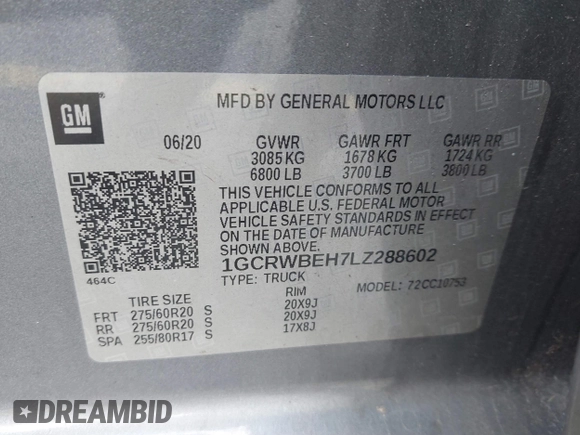 GM
MFD BY GENERAL MOTORS LLC
06/20 GVWR GAWR FRT GAWR RR
3085 KG 1678 KG 1724 KG
6800 LB 3700 LB 3800 LB
THIS VEHICLE CONFORMS TO ALL
APPLICABLE U.S. FEDERAL MOTOR
VEHICLE SAFETY STANDARDS IN EFFECT
ON THE DATE OF MANUFACTURE
SHOWN ABOVE.
1GCRWBEH7LZ288602
464C TYPE: TRUCK MODEL: 72CC10753
TIRE SIZE RIM
FRT 275/60R20 S 20X9J
RR 275/60R20 S 20X9J
SPA 255/80R17 S 17X8J
DREAMBID